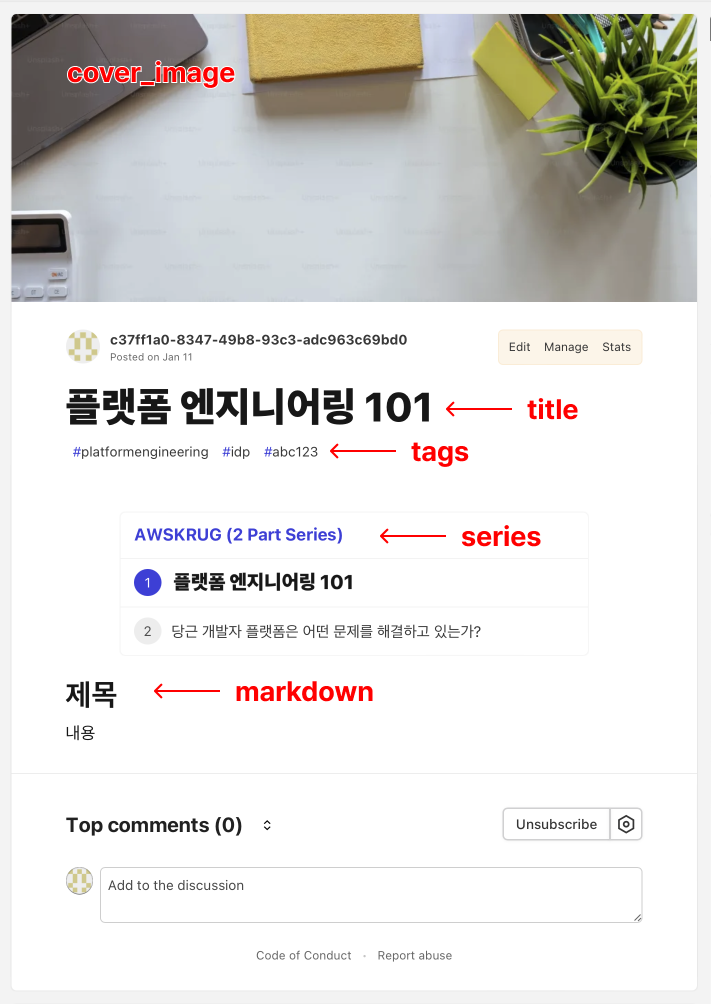 cover_image
c37ff1a0-8347-49b8-93c3-adc963c69bd0
Posted on Jan 11
Edit Manage Stats
플랫폼 엔지니어링 101
title
#platformengineering #idp #abc123
tags
AWSKRUG (2 Part Series)
series
1 플랫폼 엔지니어링 101
2 당근 개발자 플랫폼은 어떤 문제를 해결하고 있는가?
제목
markdown
내용
Top comments (0)
Unsubscribe
Add to the discussion
Code of Conduct · Report abuse